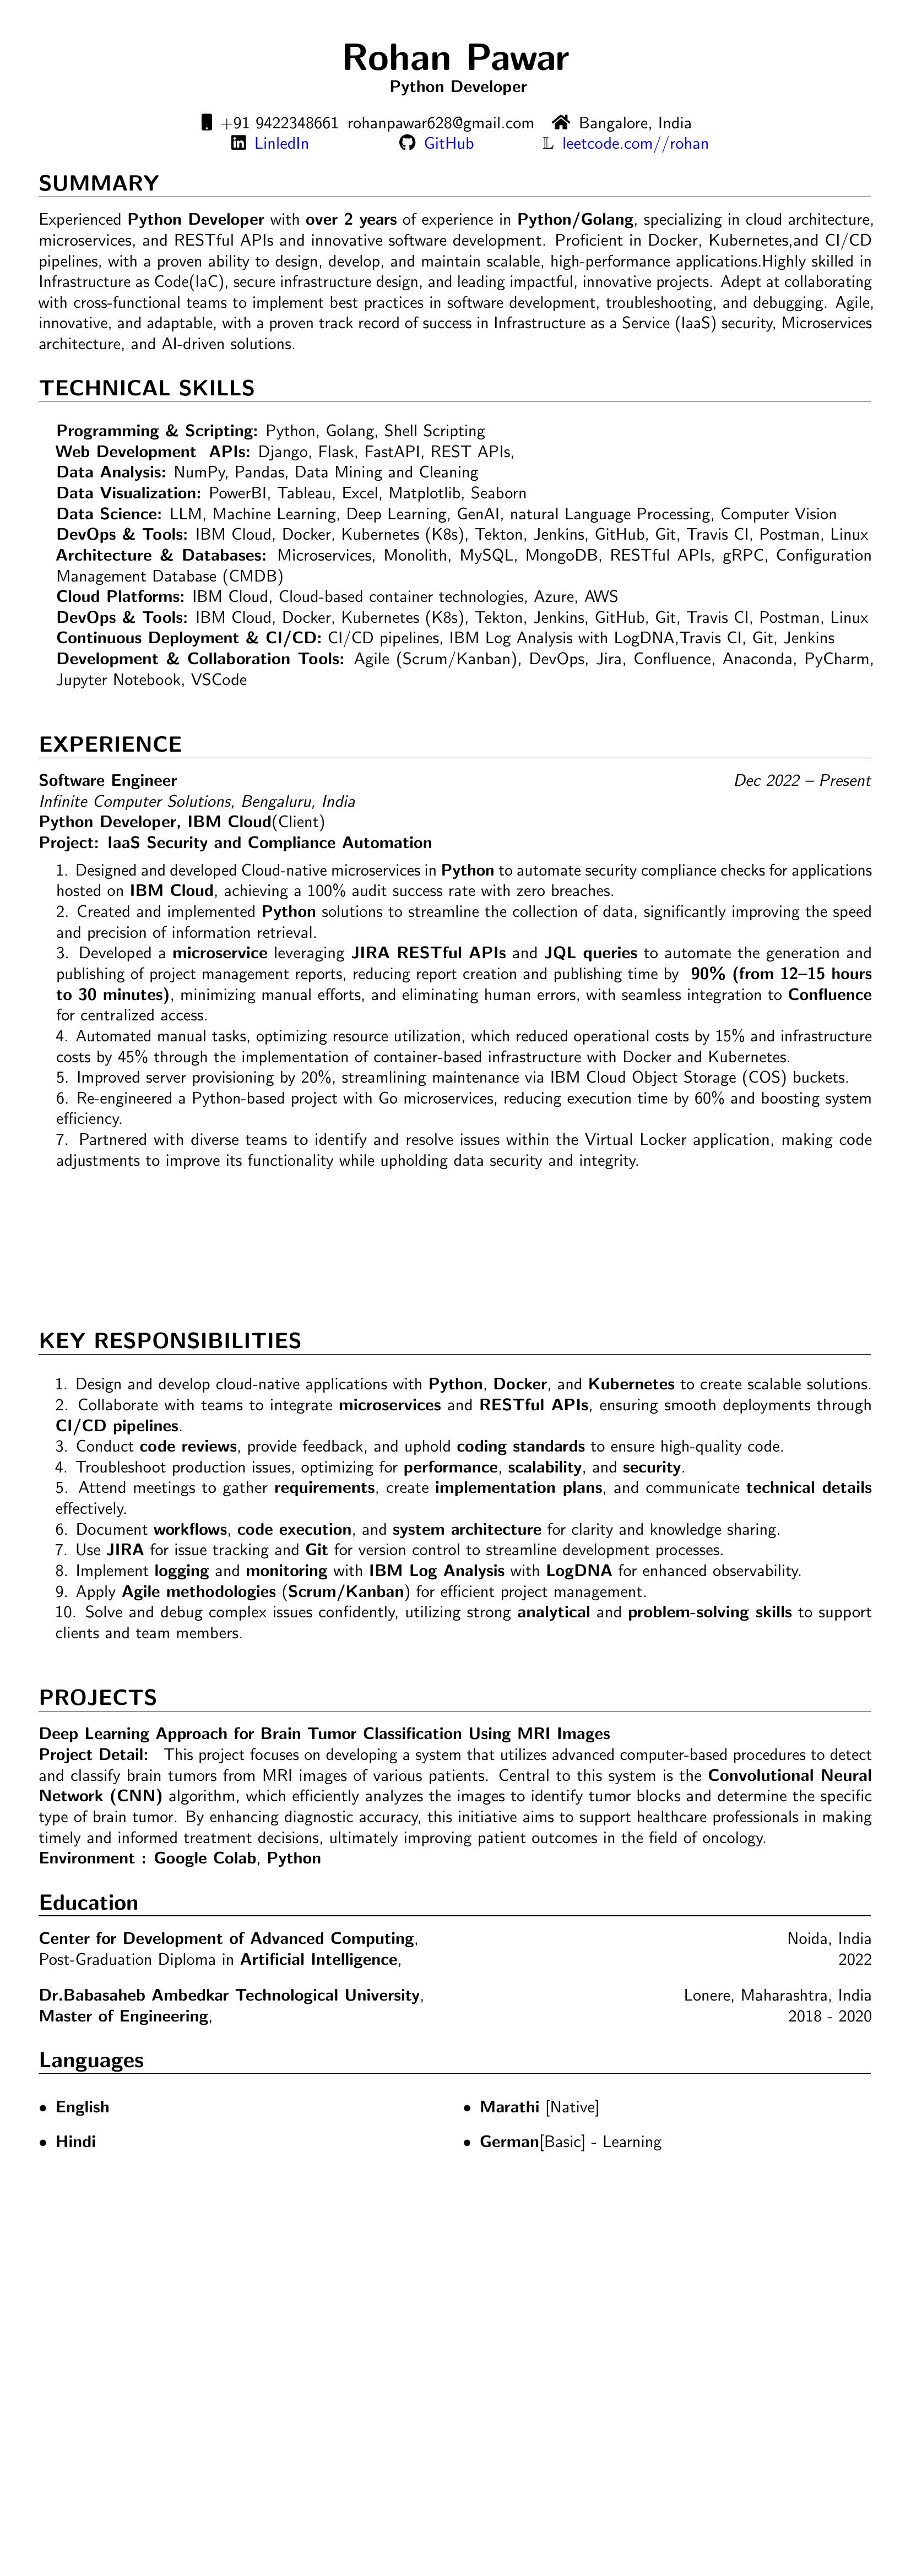 Rohan Pawar
Python Developer
+91 9422348661 rohanpawar628@gmail.com Bangalore, India
LinledIn GitHub 𝕃 leetcode.com//rohan
SUMMARY
Experienced Python Developer with over 2 years of experience in Python/Golang, specializing in cloud architecture,
microservices, and RESTful APIs and innovative software development. Proficient in Docker, Kubernetes,and CI/CD
pipelines, with a proven ability to design, develop, and maintain scalable, high-performance applications.Highly skilled in
Infrastructure as Code(IaC), secure infrastructure design, and leading impactful, innovative projects. Adept at collaborating
with cross-functional teams to implement best practices in software development, troubleshooting, and debugging. Agile,
innovative, and adaptable, with a proven track record of success in Infrastructure as a Service (IaaS) security, Microservices
architecture, and AI-driven solutions.
TECHNICAL SKILLS
Programming & Scripting: Python, Golang, Shell Scripting
Web Development APIs: Django, Flask, FastAPI, REST APIs,
Data Analysis: NumPy, Pandas, Data Mining and Cleaning
Data Visualization: PowerBI, Tableau, Excel, Matplotlib, Seaborn
Data Science: LLM, Machine Learning, Deep Learning, GenAI, natural Language Processing, Computer Vision
DevOps & Tools: IBM Cloud, Docker, Kubernetes (K8s), Tekton, Jenkins, GitHub, Git, Travis CI, Postman, Linux
Architecture & Databases: Microservices, Monolith, MySQL, MongoDB, RESTful APIs, gRPC, Configuration
Management Database (CMDB)
Cloud Platforms: IBM Cloud, Cloud-based container technologies, Azure, AWS
DevOps & Tools: IBM Cloud, Docker, Kubernetes (K8s), Tekton, Jenkins, GitHub, Git, Travis CI, Postman, Linux
Continuous Deployment & CI/CD: CI/CD pipelines, IBM Log Analysis with LogDNA,Travis CI, Git, Jenkins
Development & Collaboration Tools: Agile (Scrum/Kanban), DevOps, Jira, Confluence, Anaconda, PyCharm,
Jupyter Notebook, VSCode
EXPERIENCE
Software Engineer Dec 2022 – Present
Infinite Computer Solutions, Bengaluru, India
Python Developer, IBM Cloud(Client)
Project: IaaS Security and Compliance Automation
1. Designed and developed Cloud-native microservices in Python to automate security compliance checks for applications
hosted on IBM Cloud, achieving a 100% audit success rate with zero breaches.
2. Created and implemented Python solutions to streamline the collection of data, significantly improving the speed
and precision of information retrieval.
3. Developed a microservice leveraging JIRA RESTful APIs and JQL queries to automate the generation and
publishing of project management reports, reducing report creation and publishing time by 90% (from 12–15 hours
to 30 minutes), minimizing manual efforts, and eliminating human errors, with seamless integration to Confluence
for centralized access.
4. Automated manual tasks, optimizing resource utilization, which reduced operational costs by 15% and infrastructure
costs by 45% through the implementation of container-based infrastructure with Docker and Kubernetes.
5. Improved server provisioning by 20%, streamlining maintenance via IBM Cloud Object Storage (COS) buckets.
6. Re-engineered a Python-based project with Go microservices, reducing execution time by 60% and boosting system
efficiency.
7. Partnered with diverse teams to identify and resolve issues within the Virtual Locker application, making code
adjustments to improve its functionality while upholding data security and integrity.
KEY RESPONSIBILITIES
1. Design and develop cloud-native applications with Python, Docker, and Kubernetes to create scalable solutions.
2. Collaborate with teams to integrate microservices and RESTful APIs, ensuring smooth deployments through
CI/CD pipelines.
3. Conduct code reviews, provide feedback, and uphold coding standards to ensure high-quality code.
4. Troubleshoot production issues, optimizing for performance, scalability, and security.
5. Attend meetings to gather requirements, create implementation plans, and communicate technical details
effectively.
6. Document workflows, code execution, and system architecture for clarity and knowledge sharing.
7. Use JIRA for issue tracking and Git for version control to streamline development processes.
8. Implement logging and monitoring with IBM Log Analysis with LogDNA for enhanced observability.
9. Apply Agile methodologies (Scrum/Kanban) for efficient project management.
10. Solve and debug complex issues confidently, utilizing strong analytical and problem-solving skills to support
clients and team members.
PROJECTS
Deep Learning Approach for Brain Tumor Classification Using MRI Images
Project Detail: This project focuses on developing a system that utilizes advanced computer-based procedures to detect
and classify brain tumors from MRI images of various patients. Central to this system is the Convolutional Neural
Network (CNN) algorithm, which efficiently analyzes the images to identify tumor blocks and determine the specific
type of brain tumor. By enhancing diagnostic accuracy, this initiative aims to support healthcare professionals in making
timely and informed treatment decisions, ultimately improving patient outcomes in the field of oncology.
Environment : Google Colab, Python
Education
Center for Development of Advanced Computing, Noida, India
Post-Graduation Diploma in Artificial Intelligence, 2022
Dr.Babasaheb Ambedkar Technological University, Lonere, Maharashtra, India
Master of Engineering, 2018 - 2020
Languages
• English • Marathi [Native]
• Hindi • German[Basic] - Learning